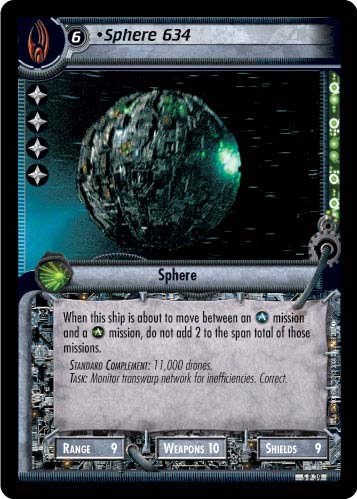 6 •Sphere 634
Sphere
When this ship is about to move between an A mission
and a Δ mission, do not add 2 to the span total of those
missions.
STANDARD COMPLEMENT: 11,000 drones.
TASK: Monitor transwarp network for inefficiencies. Correct.
RANGE 9 WEAPONS 10 SHIELDS 9
5 P 39